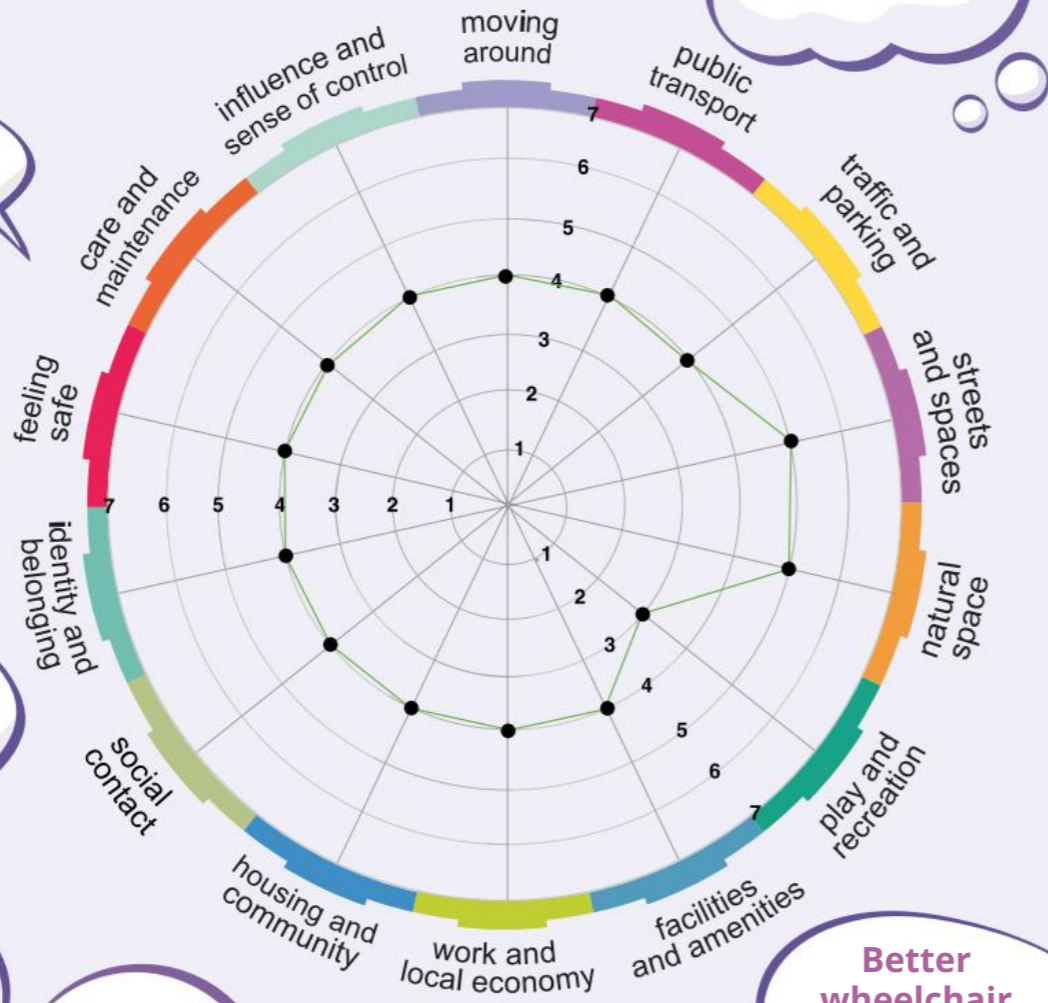 moving
around
public
transport
traffic and
parking
streets
and spaces
natural
space
play and
recreation
facilities
and amenities
work and
local economy
housing and
community
social
contact
identity and
belonging
feeling
safe
care and
maintenance
influence and
sense of control
7
6
5
4
3
2
1
7 6 5 4 3 2 1
1
2
3
4
5
6
7
Better
wheelchair